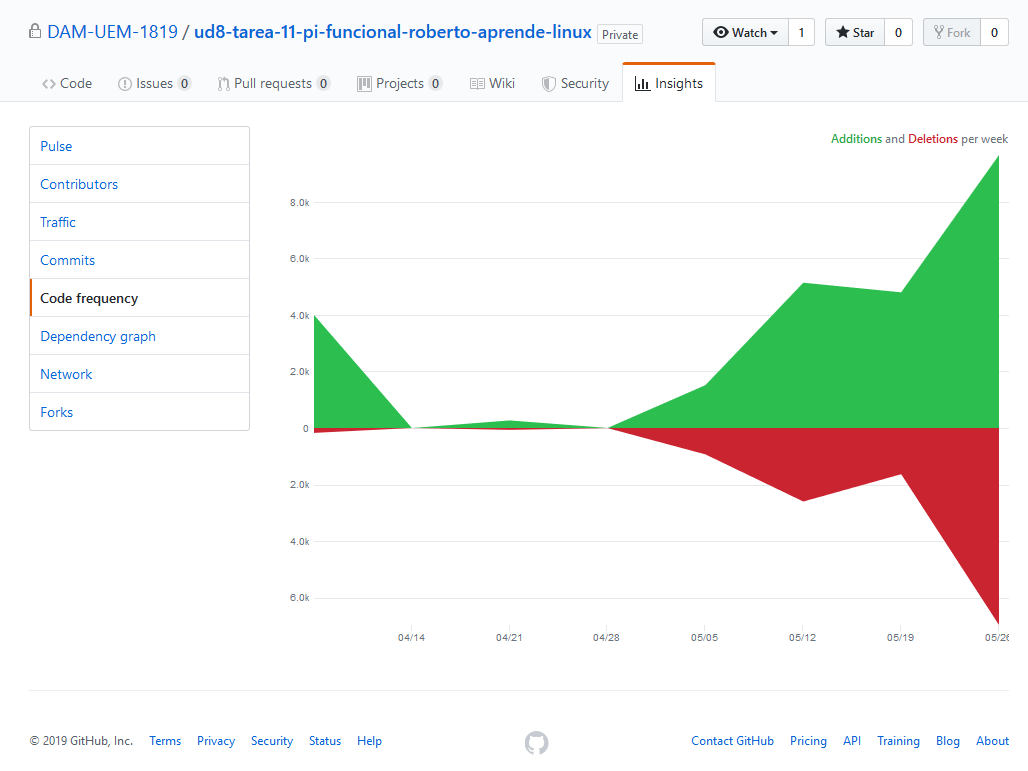 DAM-UEM-1819 / ud8-tarea-11-pi-funcional-roberto-aprende-linux Private Watch 1 Star 0 Fork 0
Code Issues 0 Pull requests 0 Projects 0 Wiki Security Insights
Pulse
Contributors
Traffic
Commits
Code frequency
Dependency graph
Network
Forks
Additions and Deletions per week
8.0k
6.0k
4.0k
2.0k
0
2.0k
4.0k
6.0k
04/14 04/21 04/28 05/05 05/12 05/19 05/26
© 2019 GitHub, Inc. Terms Privacy Security Status Help Contact GitHub Pricing API Training Blog About